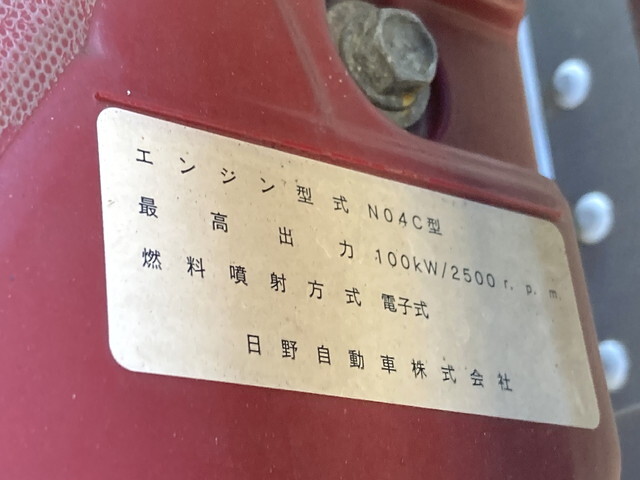 エンジン型式 N04C型
最高出力 100kW/2500r.p.m.
燃料噴射方式 電子式
日野自動車株式会社